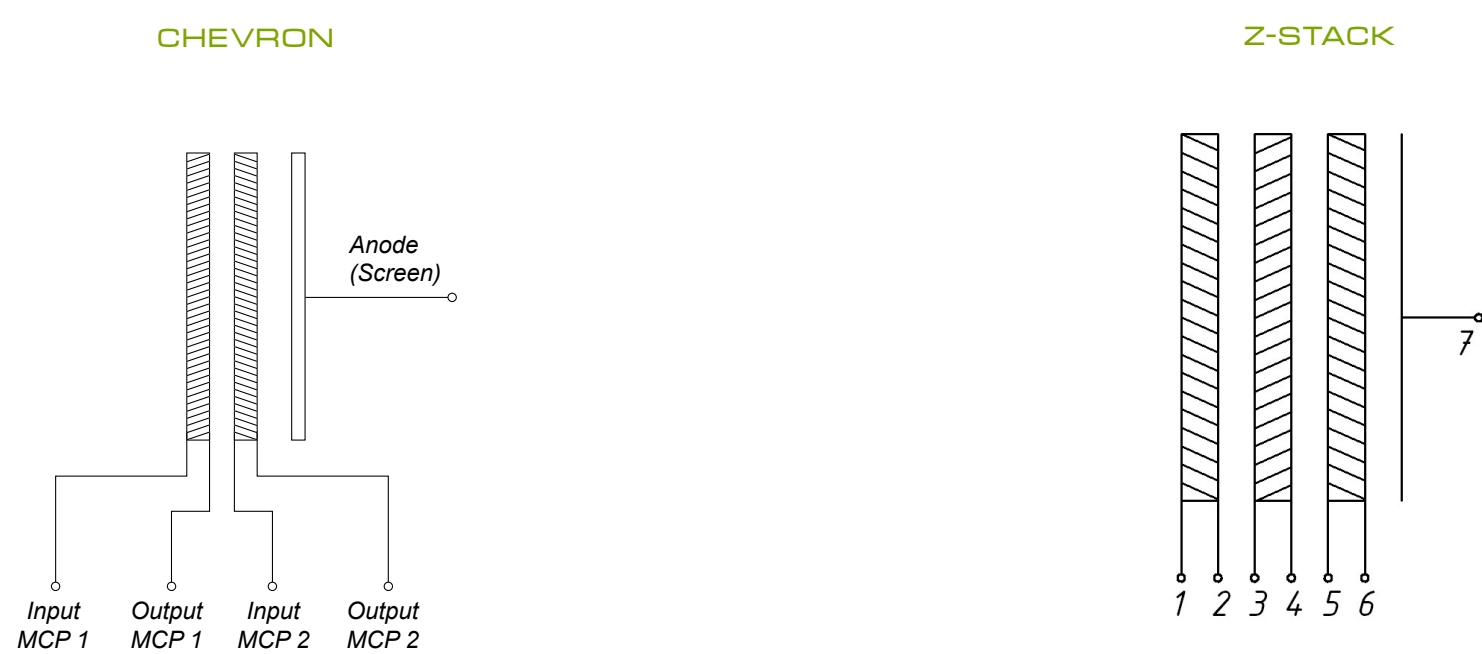 CHEVRON
Z-STACK
Anode
(Screen)
7
Input
MCP 1
Output
MCP 1
Input
MCP 2
Output
MCP 2
1 2 3 4 5 6